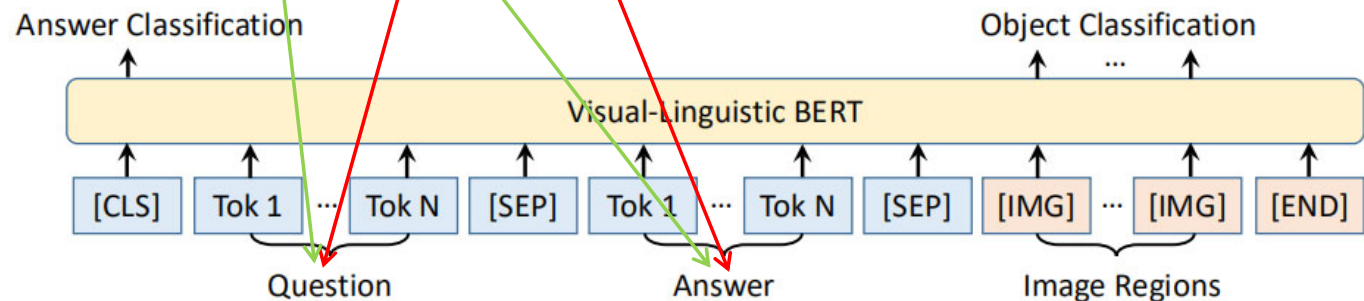 Answer Classification Object Classification
...
Visual-Linguistic BERT
[CLS] Tok 1 ... Tok N [SEP] Tok 1 ... Tok N [SEP] [IMG] ... [IMG] [END]
Question Answer Image Regions